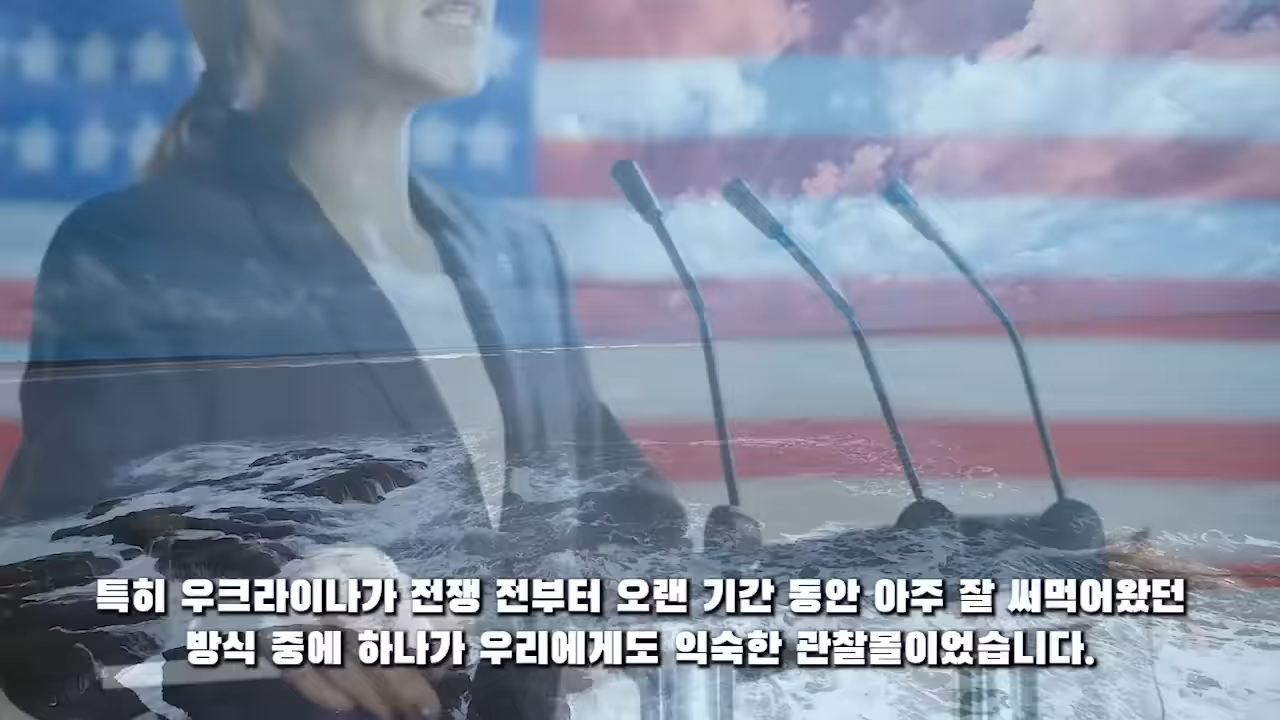 특히 우크라이나가 전쟁 전부터 오랜 기간 동안 아주 잘 써먹어왔던
방식 중에 하나가 우리에게도 익숙한 관찰몰이었습니다.